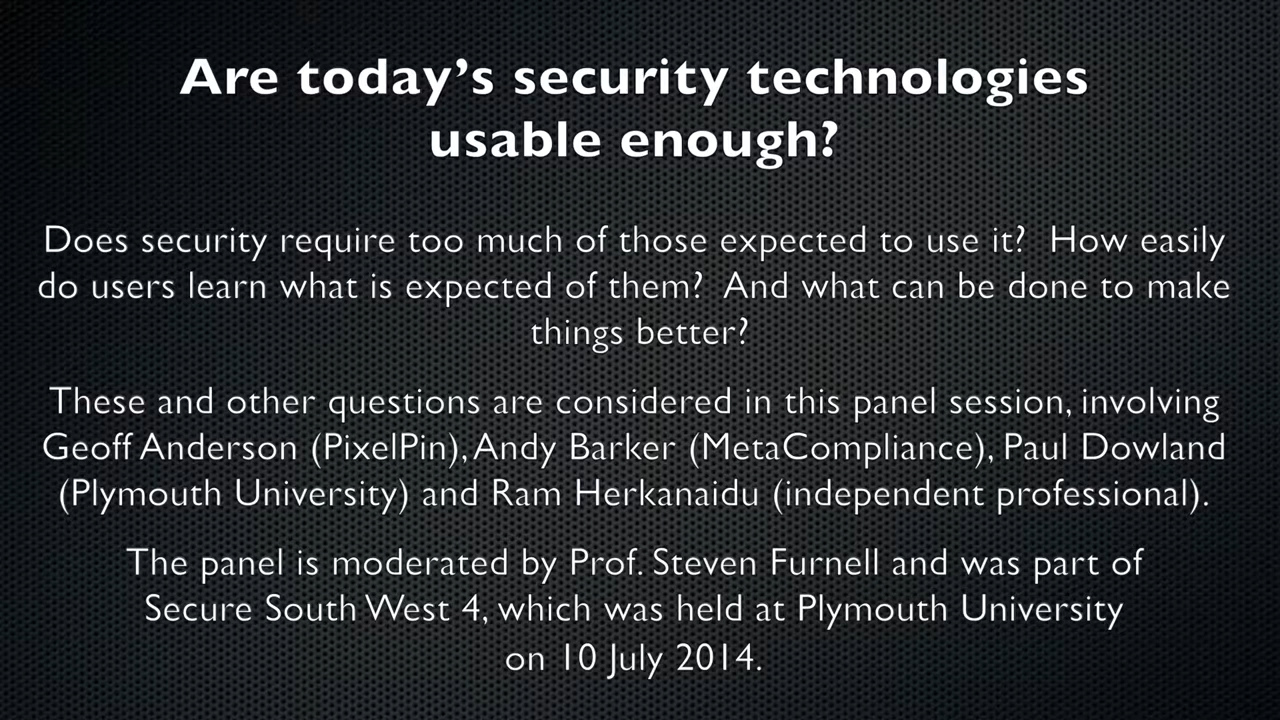 Are today’s security technologies
usable enough?
Does security require too much of those expected to use it? How easily
do users learn what is expected of them? And what can be done to make
things better?
These and other questions are considered in this panel session, involving
Geoff Anderson (PixelPin), Andy Barker (MetaCompliance), Paul Dowland
(Plymouth University) and Ram Herkanaidu (independent professional).
The panel is moderated by Prof. Steven Furnell and was part of
Secure South West 4, which was held at Plymouth University
on 10 July 2014.